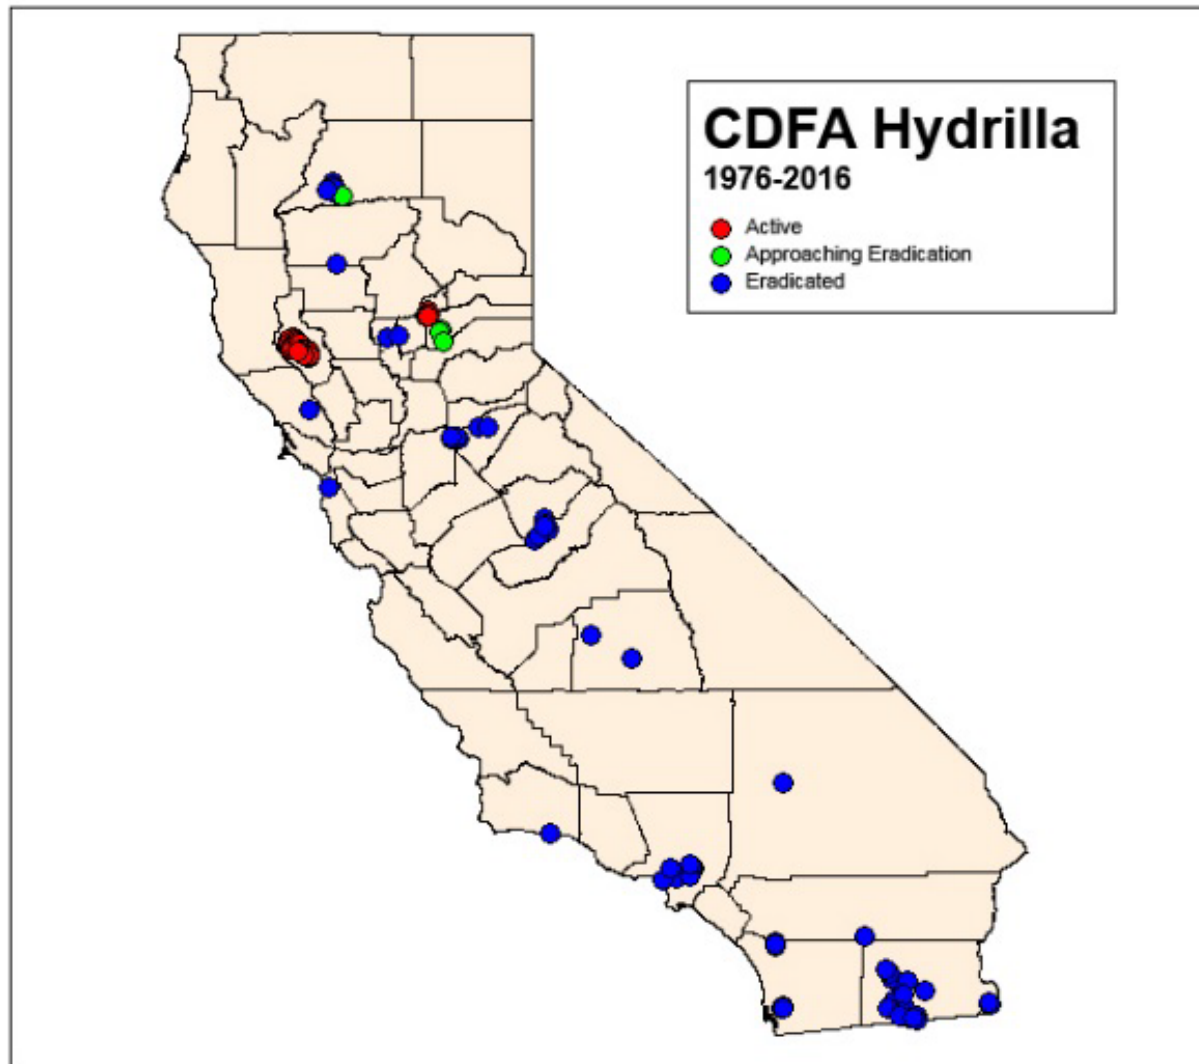 CDFA Hydrilla
1976-2016
Active
Approaching Eradication
Eradicated